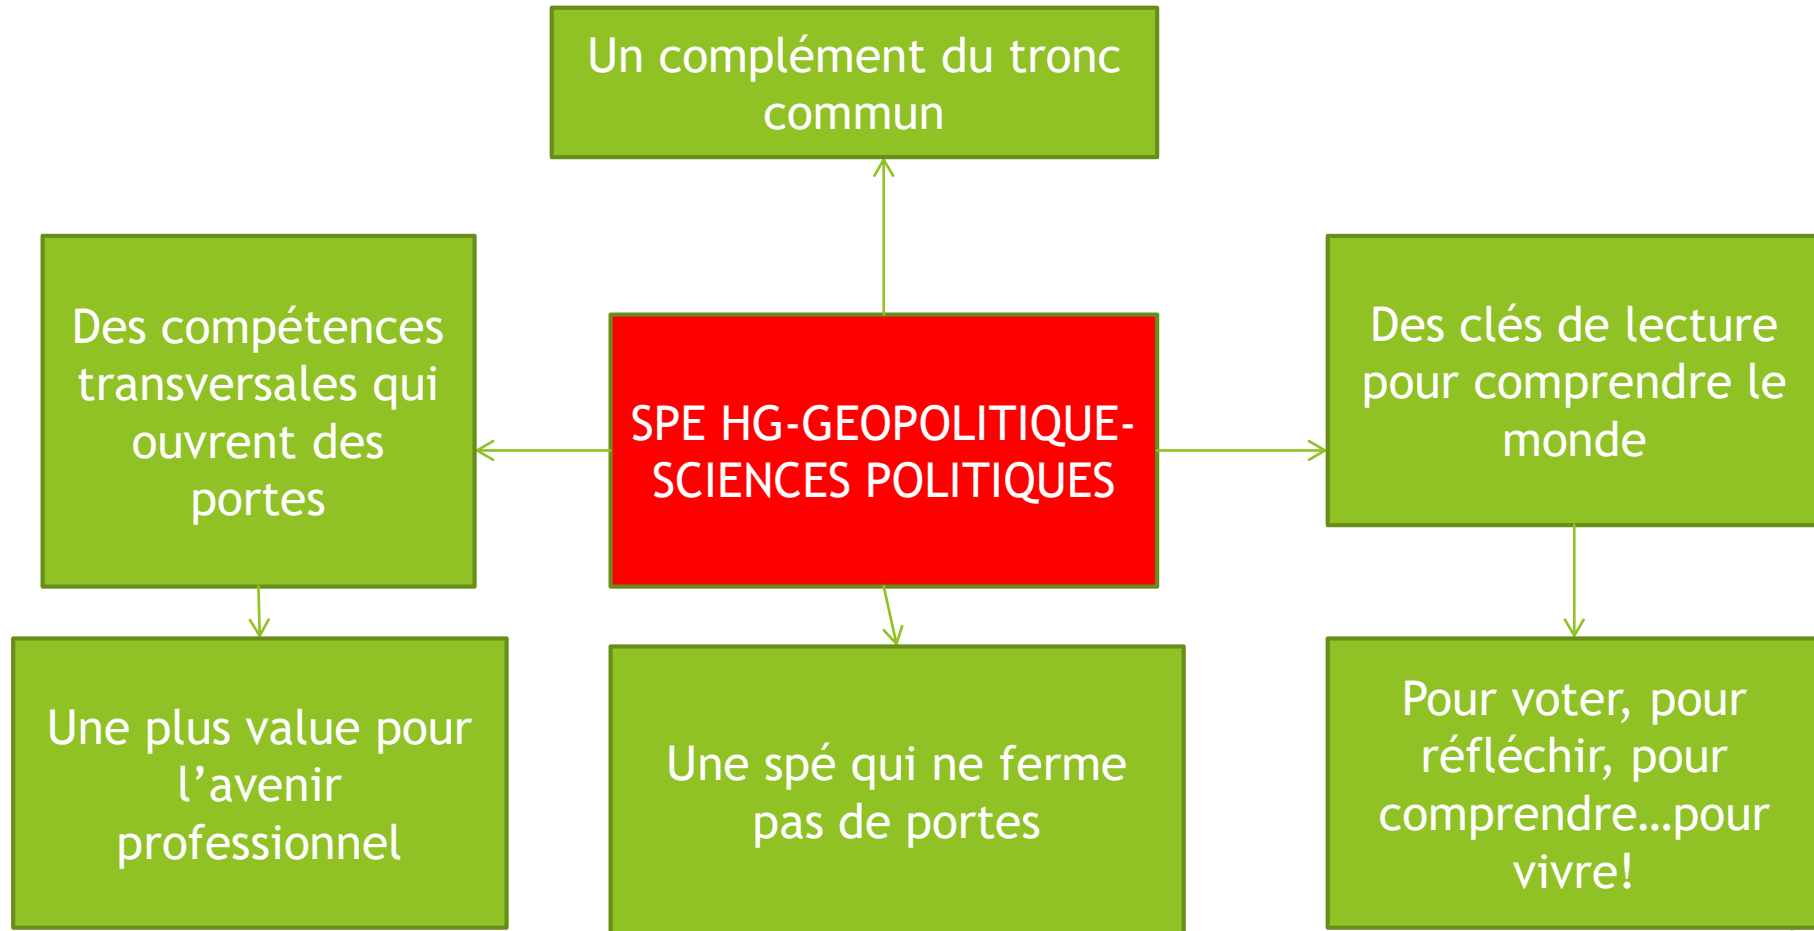 Un complément du tronc
commun
Des compétences
transversales qui
ouvrent des
portes
SPE HG-GEOPOLITIQUE-
SCIENCES POLITIQUES
Des clés de lecture
pour comprendre le
monde
Une plus value pour
l’avenir
professionnel
Une spé qui ne ferme
pas de portes
Pour voter, pour
réfléchir, pour
comprendre…pour
vivre!